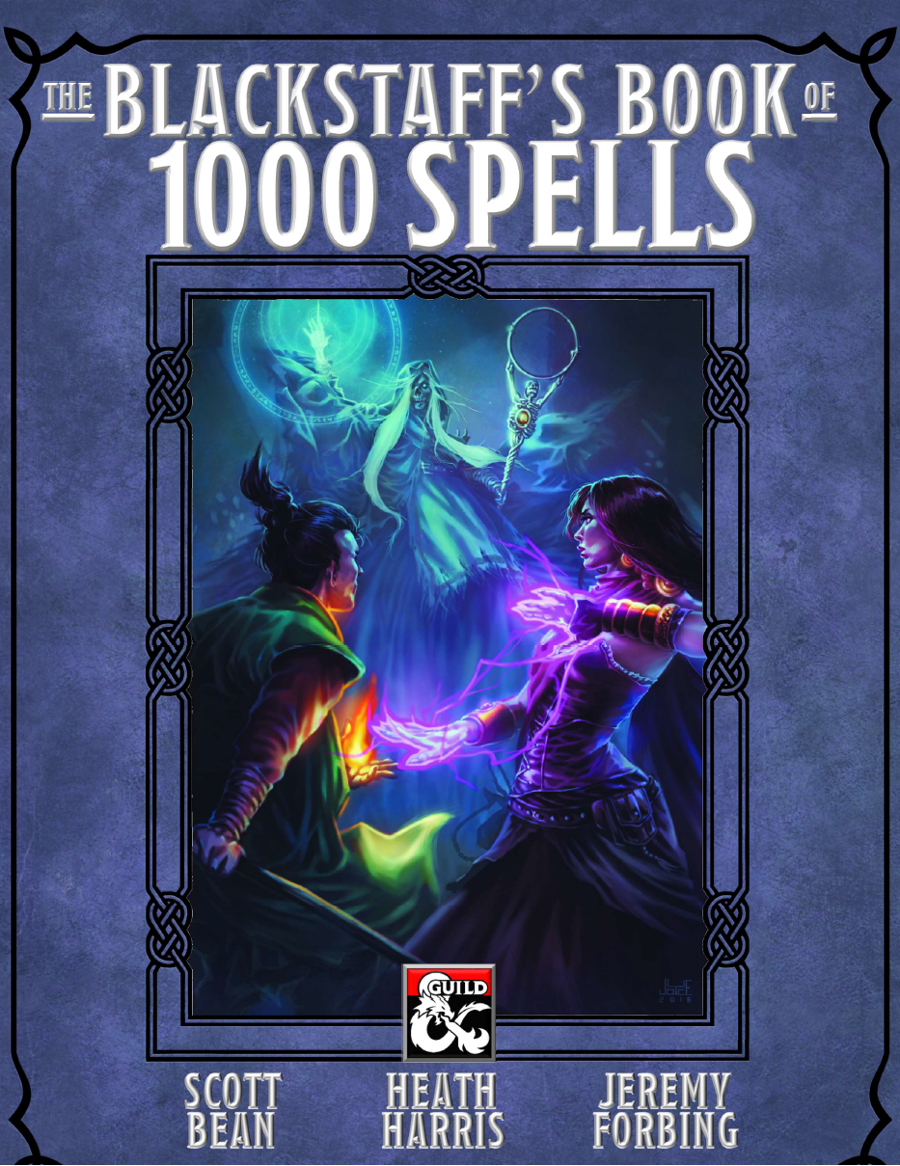 THE BLACKSTAFF'S BOOK OF
1000 SPELLS
GUILD
SCOTT HEATH JEREMY
BEAN HARRIS FORBING